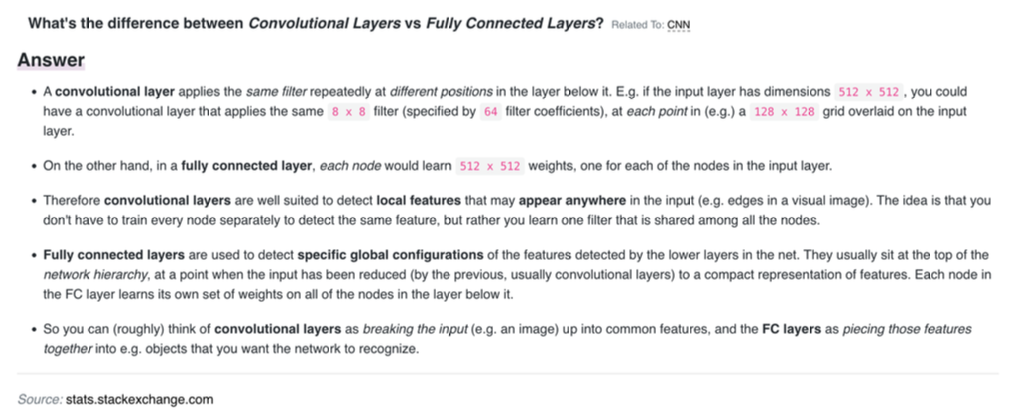 What's the difference between Convolutional Layers vs Fully Connected Layers? Related To: CNN
Answer
• A convolutional layer applies the same filter repeatedly at different positions in the layer below it. E.g. if the input layer has dimensions 512 x 512 , you could
have a convolutional layer that applies the same 8 x 8 filter (specified by 64 filter coefficients), at each point in (e.g.) a 128 x 128 grid overlaid on the input
layer.
• On the other hand, in a fully connected layer, each node would learn 512 x 512 weights, one for each of the nodes in the input layer.
• Therefore convolutional layers are well suited to detect local features that may appear anywhere in the input (e.g. edges in a visual image). The idea is that you
don't have to train every node separately to detect the same feature, but rather you learn one filter that is shared among all the nodes.
• Fully connected layers are used to detect specific global configurations of the features detected by the lower layers in the net. They usually sit at the top of the
network hierarchy, at a point when the input has been reduced (by the previous, usually convolutional layers) to a compact representation of features. Each node in
the FC layer learns its own set of weights on all of the nodes in the layer below it.
• So you can (roughly) think of convolutional layers as breaking the input (e.g. an image) up into common features, and the FC layers as piecing those features
together into e.g. objects that you want the network to recognize.
Source: stats.stackexchange.com